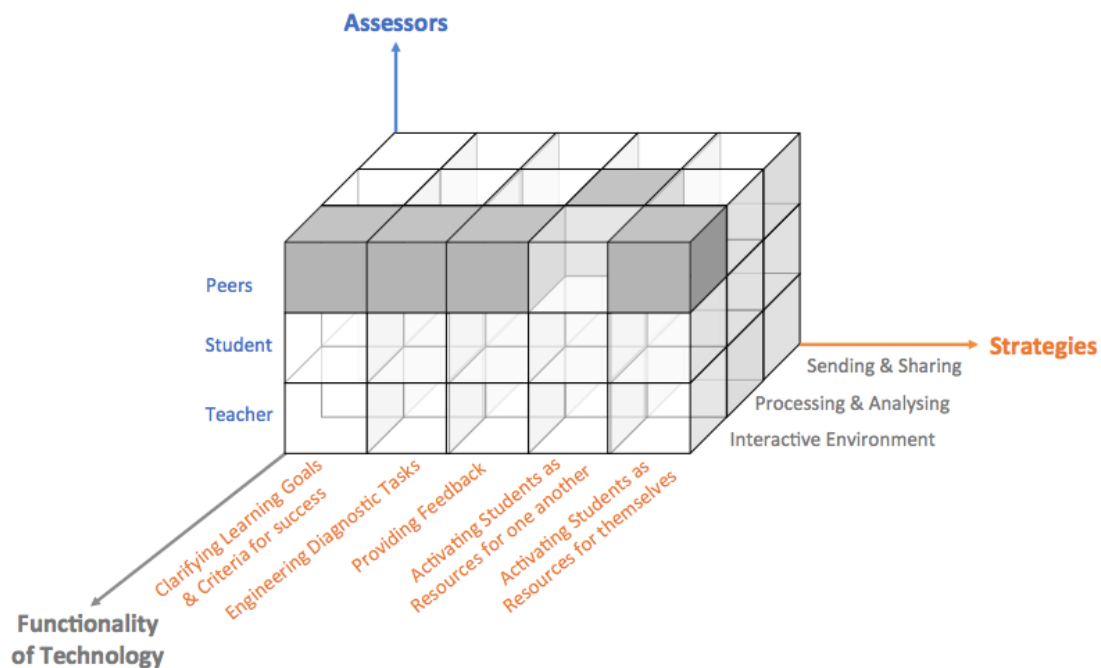 Assessors
Peers
Student
Teacher
Strategies
Sending & Sharing
Processing & Analysing
Interactive Environment
Clarifying Learning Goals
& Criteria for success
Engineering Diagnostic Tasks
Providing Feedback
Activating Students as
Resources for one another
Activating Students as
Resources for themselves
Functionality
of Technology